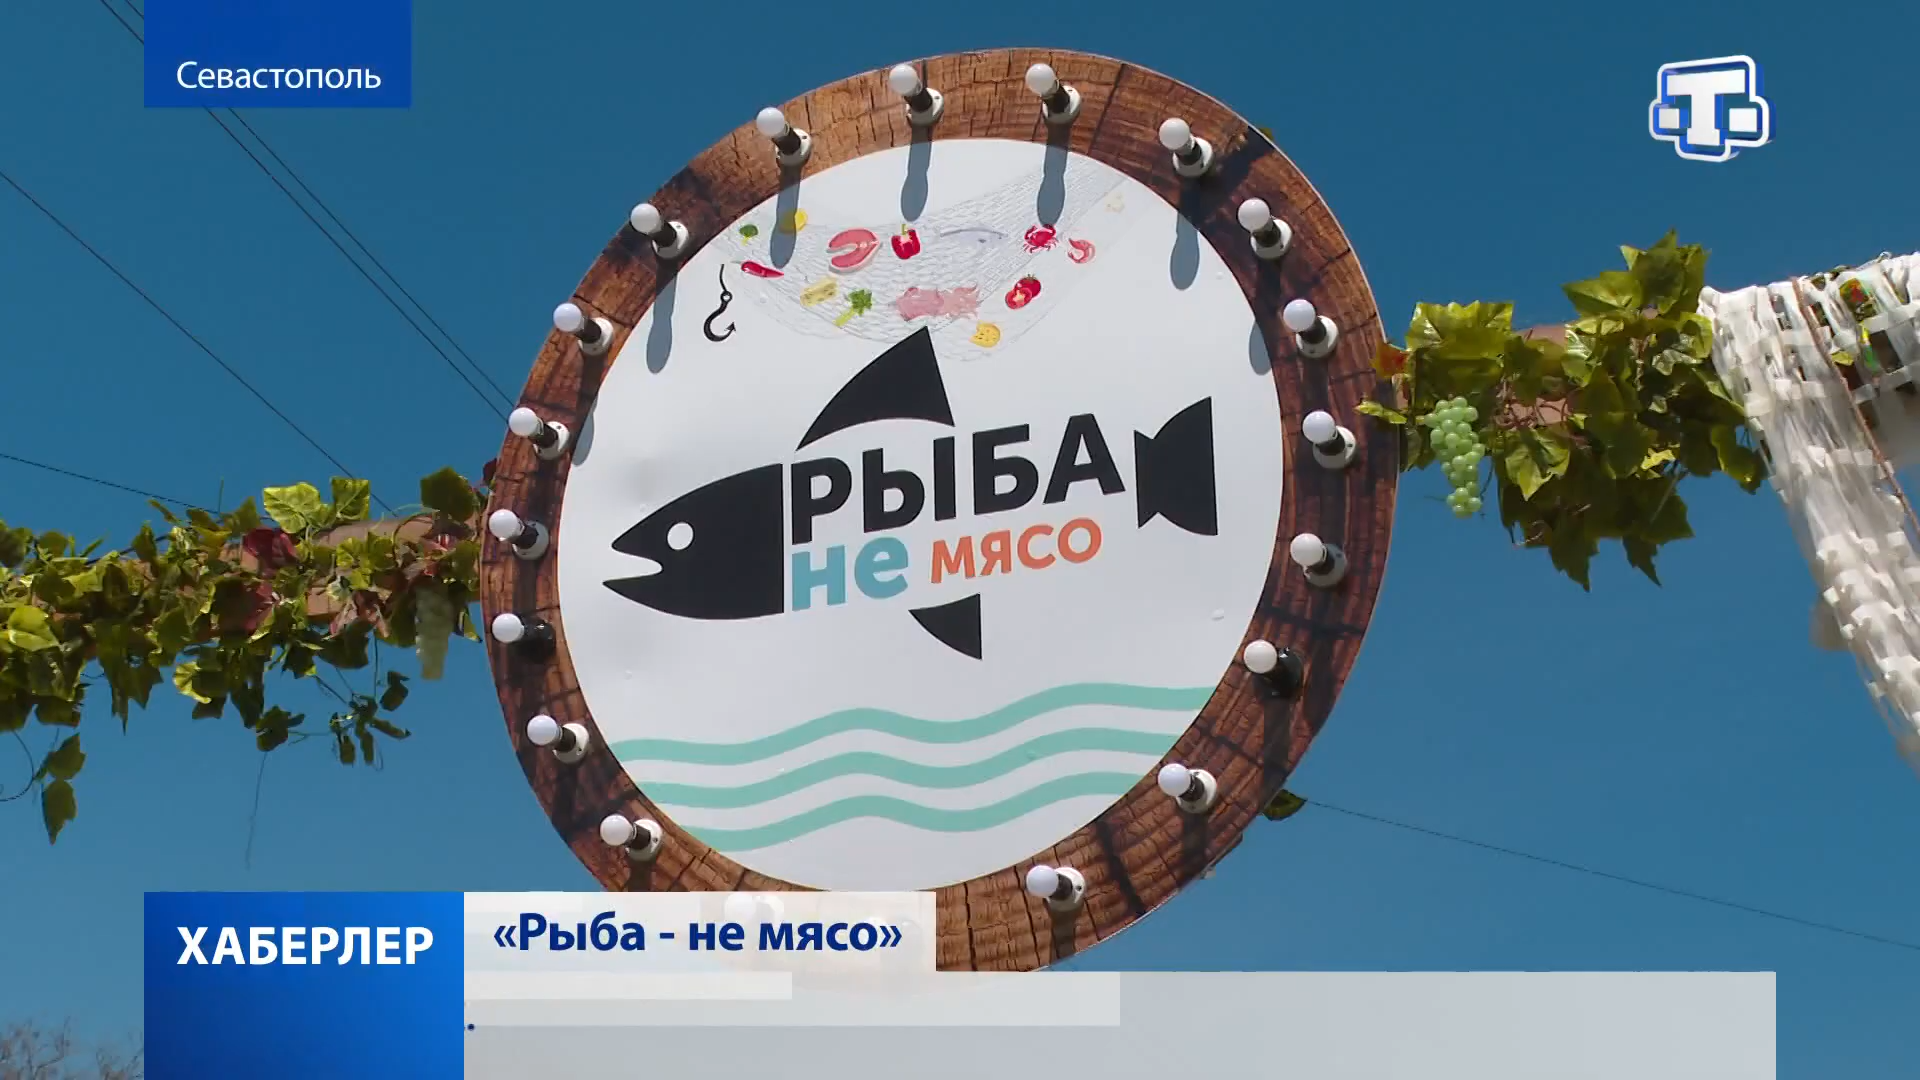 Севастополь
Т
РЫБА
не мясо
ХАБЕРЛЕР
«Рыба - не мясо»